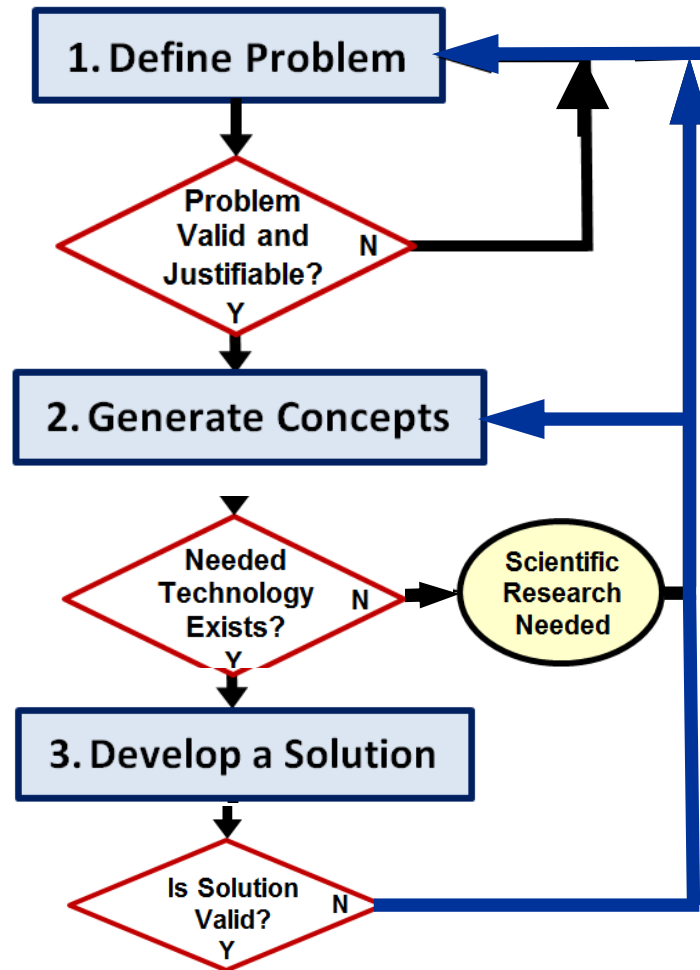 1. Define Problem
Problem
Valid and
Justifiable?
N
Y
2. Generate Concepts
Needed
Technology
Exists?
N
Y
Scientific
Research
Needed
3. Develop a Solution
Is Solution
Valid?
N
Y